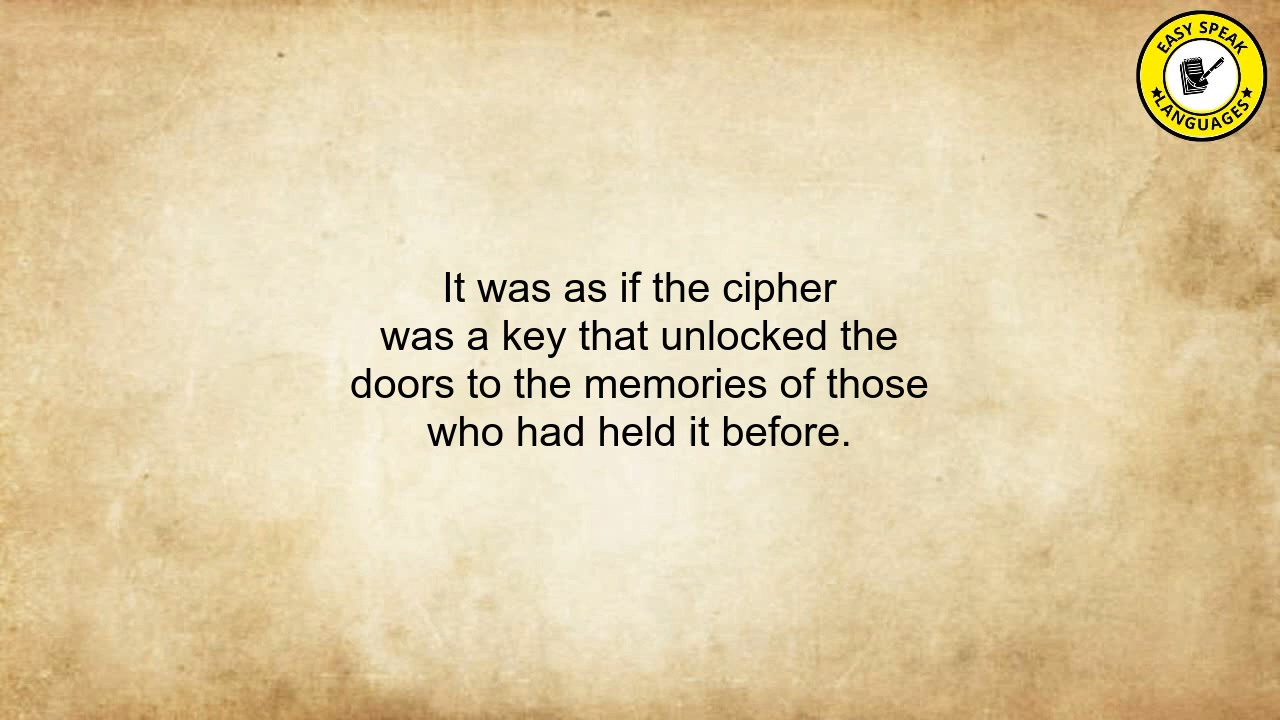 EASY SPEAK
LANGUAGES
It was as if the cipher
was a key that unlocked the
doors to the memories of those
who had held it before.